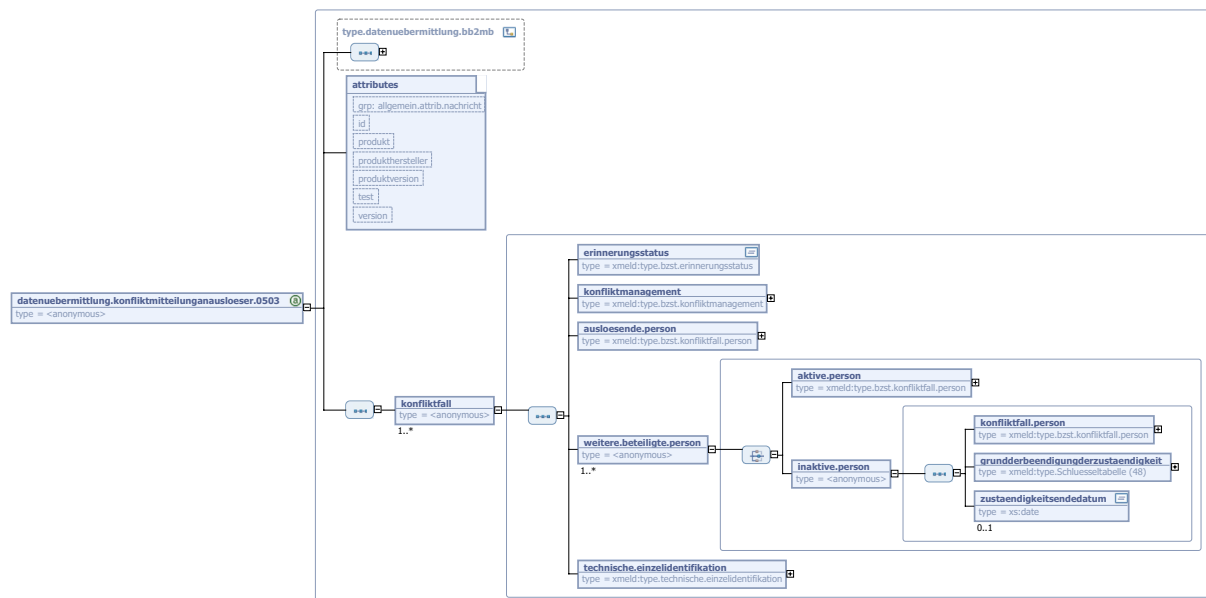 type.datenuebermittlung.bb2mb
attributes
grp: allgemein.attrib.nachricht
id
produkt
produkthersteller
produktversion
test
version
datenuebermittlung.konfliktmitteilunganausloeser.0503
a
type = <anonymous>
konfliktfall
type = <anonymous>
1..*
erinnerungsstatus
type = xmeld:type.bzst.erinnerungsstatus
konfliktmanagement
type = xmeld:type.bzst.konfliktmanagement
ausloesende.person
type = xmeld:type.bzst.konfliktfall.person
weitere.beteiligte.person
type = <anonymous>
1..*
aktive.person
type = xmeld:type.bzst.konfliktfall.person
inaktive.person
type = <anonymous>
konfliktfall.person
type = xmeld:type.bzst.konfliktfall.person
grundderbeendigungderzustaendigkeit
type = xmeld:type.Schluesseltabelle (48)
zustaendigkeitsendedatum
type = xs:date
0..1
technische.einzelidentifikation
type = xmeld:type.technische.einzelidentifikation